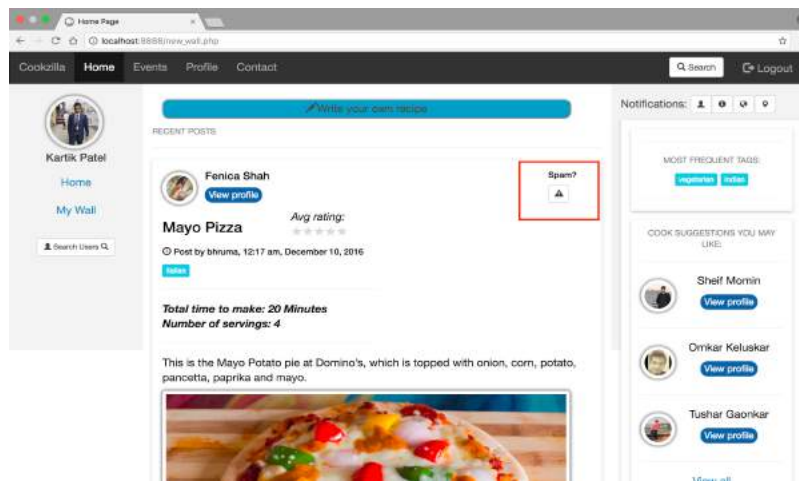 Home Page
localhost:8888/new_wall.php
Cookzilla Home Events Profile Contact Search Logout
Kartik Patel
Home
My Wall
Search Users
Write your own recipe
RECENT POSTS
Fenica Shah
View profile
Spam?
Mayo Pizza
Avg rating:
Post by bhruma, 12:17 am, December 10, 2016
Italian
Total time to make: 20 Minutes
Number of servings: 4
This is the Mayo Potato pie at Domino's, which is topped with onion, corn, potato,
pancetta, paprika and mayo.
Notifications:
MOST FREQUENT TAGS:
vegetarian Indian
COOK SUGGESTIONS YOU MAY
LIKE:
Sheif Momin
View profile
Omkar Keluskar
View profile
Tushar Gaonkar
View profile
View all